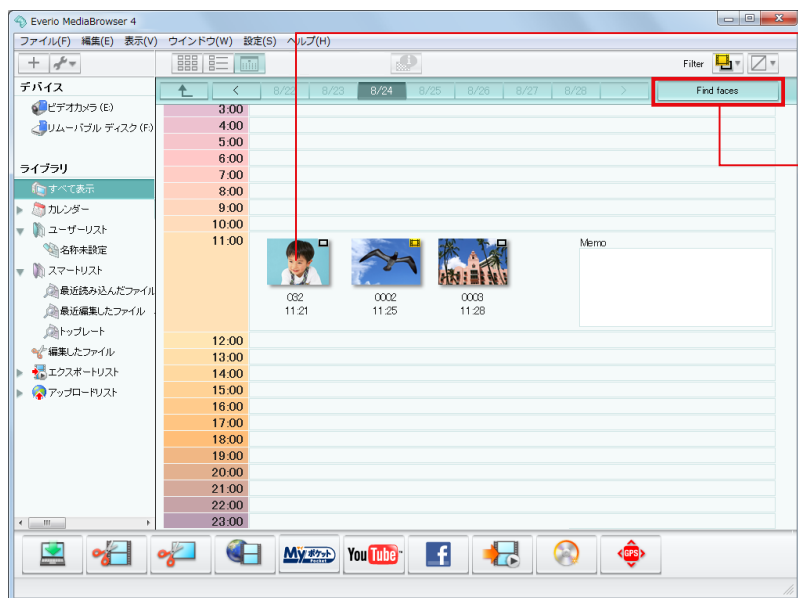 Everio MediaBrowser 4
ファイル(F) 編集(E) 表示(V) ウインドウ(W) 設定(S) ヘルプ(H)
Filter
デバイス
ビデオカメラ (E)
リムーバブル ディスク (F)
ライブラリ
すべて表示
カレンダー
ユーザーリスト
名称未設定
スマートリスト
最近読み込んだファイル
最近編集したファイル
トップレート
編集したファイル
エクスポートリスト
アップロードリスト
< 8/22 8/23 8/24 8/25 8/26 8/27 8/28 > Find faces
3:00
4:00
5:00
6:00
7:00
8:00
9:00
10:00
11:00
Memo
032 0002 0003
11:21 11:25 11:28
12:00
13:00
14:00
15:00
16:00
17:00
18:00
19:00
20:00
21:00
22:00
23:00
Myポケット Pocket YouTube f GPS